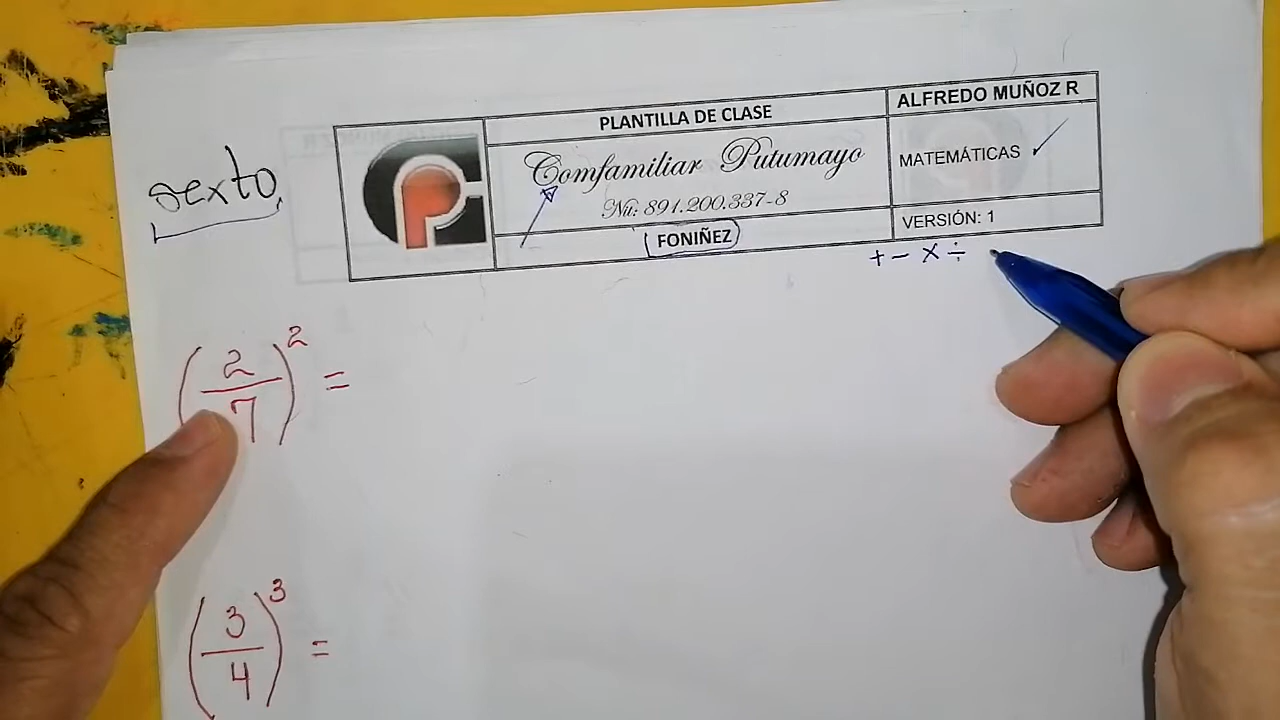 sexto
PLANTILLA DE CLASE
ALFREDO MUÑOZ R
Comfamiliar Putumayo
Nu: 891.200.337-8
MATEMÁTICAS ✓
FONIÑEZ
VERSIÓN: 1
+ − × ÷
(2/7)² =
(3/4)³ =